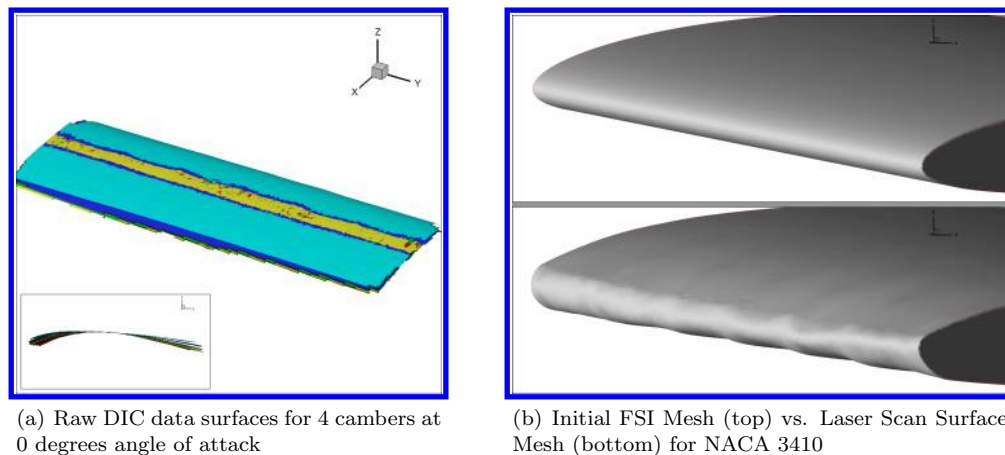 Z
X
Y
(a) Raw DIC data surfaces for 4 cambers at
0 degrees angle of attack
(b) Initial FSI Mesh (top) vs. Laser Scan Surface
Mesh (bottom) for NACA 3410